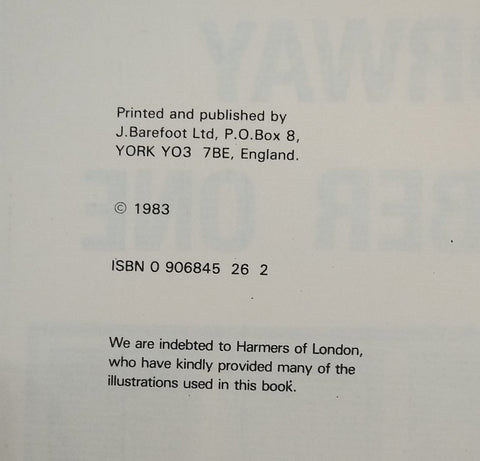 Printed and published by
J.Barefoot Ltd, P.O.Box 8,
YORK YO3 7BE, England.
© 1983
ISBN 0 906845 26 2
We are indebted to Harmers of London,
who have kindly provided many of the
illustrations used in this book.